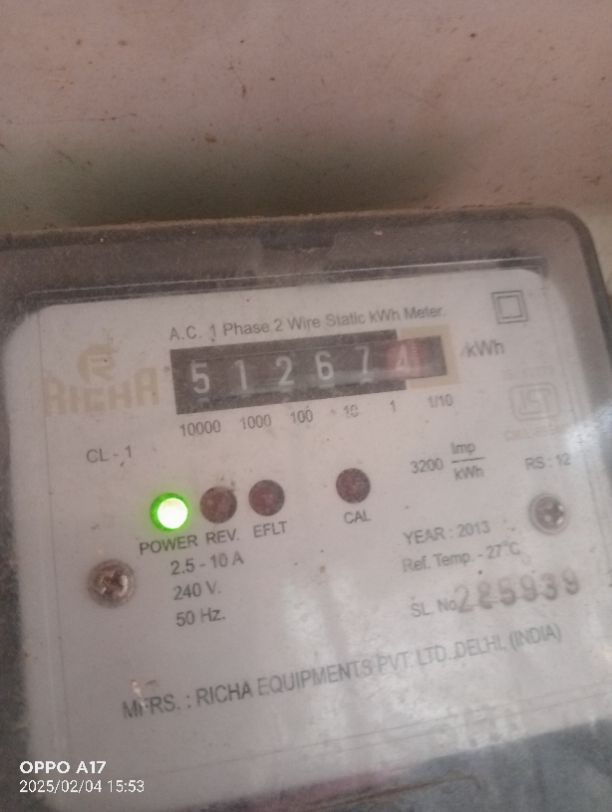 A.C. 1 Phase 2 Wire Static kWh Meter.
RICHA
5 1 2 6 7 4 kWh
10000 1000 100 10 1 1/10
CL - 1
3200 Imp/kWh
RS : 12
POWER REV. EFLT CAL
2.5 - 10 A
240 V.
50 Hz.
YEAR : 2013
Ref. Temp. - 27°C
SL. No. 225939
MFRS. : RICHA EQUIPMENTS PVT. LTD. DELHI, (INDIA)
OPPO A17
2025/02/04 15:53